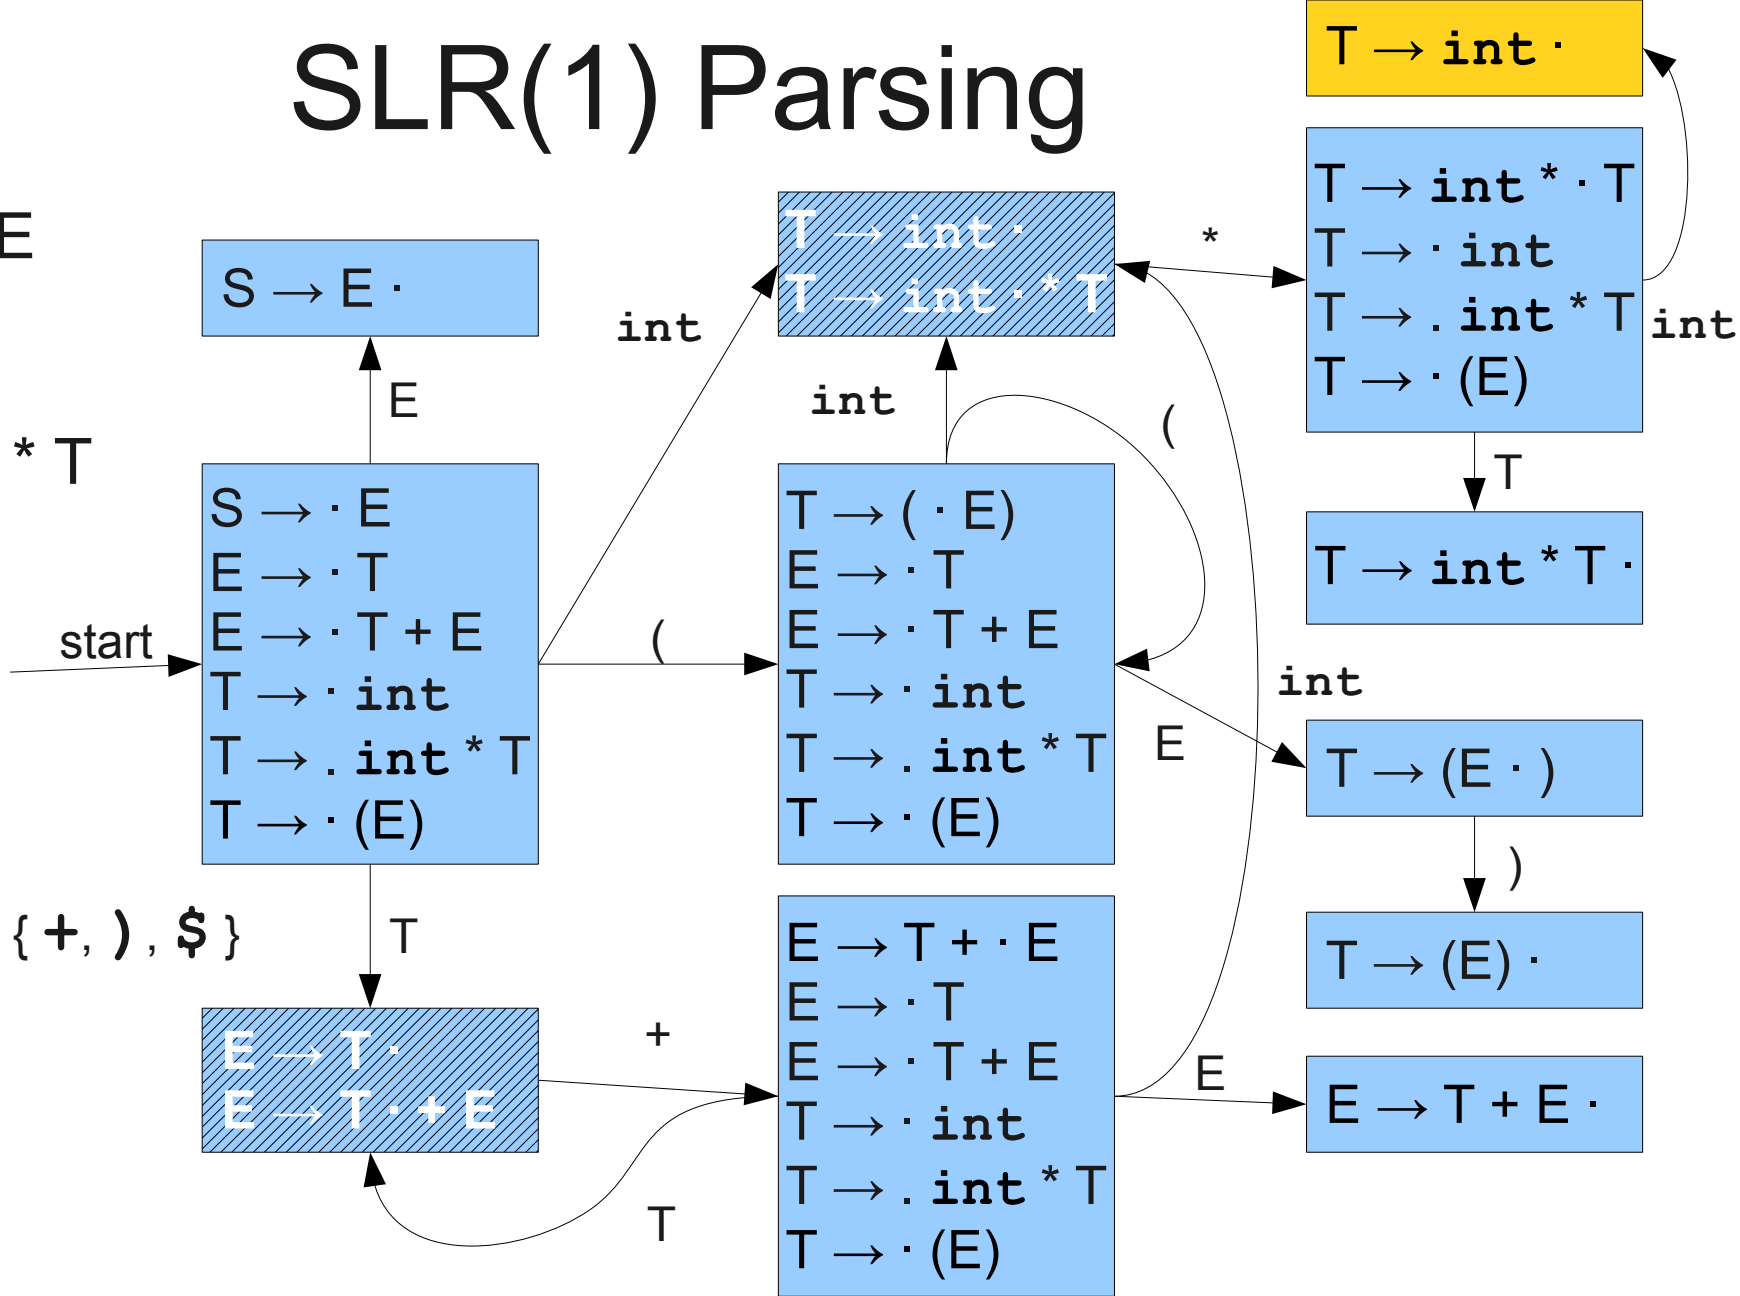 SLR(1) Parsing
E
* T
{ +, ), $ }
start
S → E ·
E
S → · E
E → · T
E → · T + E
T → · int
T → . int * T
T → · (E)
T
E → T ·
E → T · + E
+
T
int
(
T → int ·
T → int · * T
int
(
T → ( · E)
E → · T
E → · T + E
T → · int
T → . int * T
T → · (E)
E → T + · E
E → · T
E → · T + E
T → · int
T → . int * T
T → · (E)
*
int
E
E
T → int ·
T → int * · T
T → · int
T → . int * T
T → · (E)
int
T
T → int * T ·
T → (E · )
)
T → (E) ·
E → T + E ·